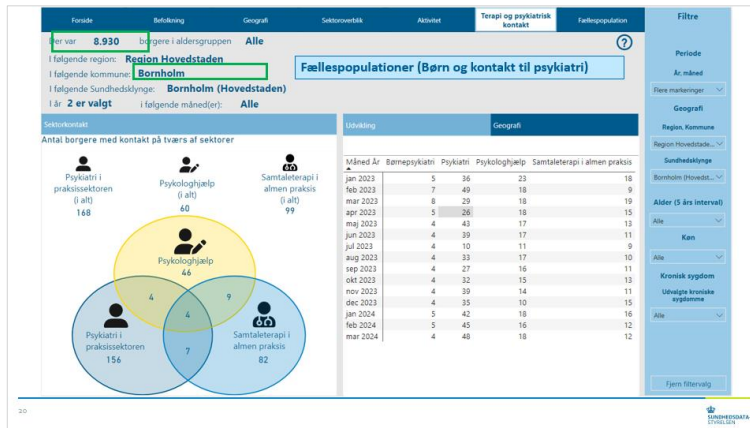 Forside Befolkning Geografi Sektoroverblik Aktivitet Terapi og psykiatrisk kontakt Fællespopulation
Filtre
Der var 8.930 borgere i aldersgruppen Alle
I følgende region: Region Hovedstaden
I følgende kommune: Bornholm
I følgende Sundhedsklynge: Bornholm (Hovedstaden)
I år 2 er valgt i følgende måned(er): Alle
Fællespopulationer (Børn og kontakt til psykiatri)
?
Sektorkontakt
Antal borgere med kontakt på tværs af sektorer
Psykiatri i praksissektoren (i alt) 168
Psykologhjælp (i alt) 60
Samtaleterapi i almen praksis (i alt) 99
Psykologhjælp
46
4
9
4
Psykiatri i praksissektoren
156
7
Samtaleterapi i almen praksis
82
Udvikling Geografi
Måned År Børnepsykiatri Psykiatri Psykologhjælp Samtaleterapi i almen praksis
jan 2023 5 36 23 18
feb 2023 7 49 18 9
mar 2023 8 29 18 19
apr 2023 5 26 18 15
maj 2023 4 43 17 13
jun 2023 4 39 17 11
jul 2023 4 10 11 9
aug 2023 4 33 17 10
sep 2023 4 27 16 11
okt 2023 4 32 15 13
nov 2023 4 39 14 11
dec 2023 4 35 10 15
jan 2024 5 42 18 16
feb 2024 5 45 16 12
mar 2024 4 48 18 12
Periode
År, måned
Flere markeringer
Geografi
Region, Kommune
Region Hovedstade...
Sundhedsklynge
Bornholm (Hovedst...
Alder (5 års interval)
Alle
Køn
Alle
Kronisk sygdom
Udvalgte kroniske sygdomme
Alle
Fjern filtervalg
20
SUNDHEDSDATA
STYRELSEN